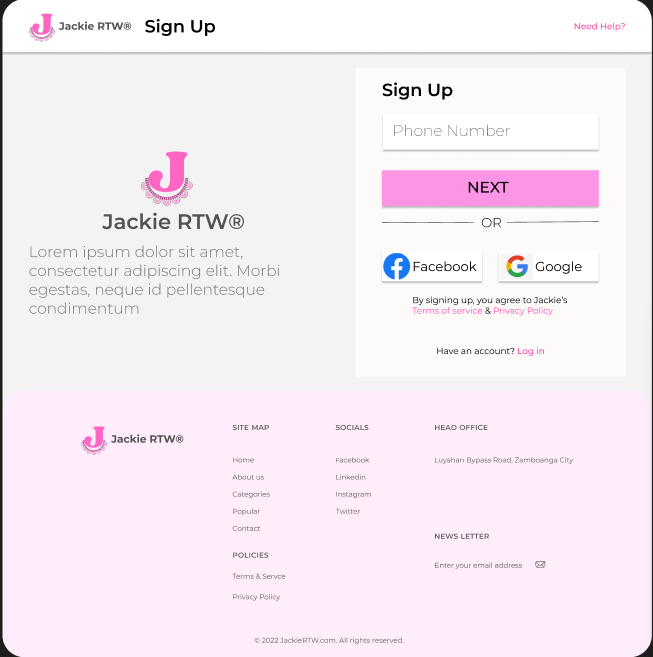 Jackie RTW® Sign Up Need Help?
Sign Up
Phone Number
NEXT
OR
Facebook Google
By signing up, you agree to Jackie's
Terms of service & Privacy Policy
Have an account? Log in
J
Jackie RTW®
Lorem ipsum dolor sit amet,
consectetur adipiscing elit. Morbi
egestas, neque id pellentesque
condimentum
Jackie RTW®
SITE MAP
Home
About us
Categories
Popular
Contact
POLICIES
Terms & Servce
Privacy Policy
SOCIALS
Facebook
Linkedin
Instagram
Twitter
HEAD OFFICE
Luyahan Bypass Road, Zamboanga City
NEWS LETTER
Enter your email address
© 2022 JackieRTW.com. All rights reserved.